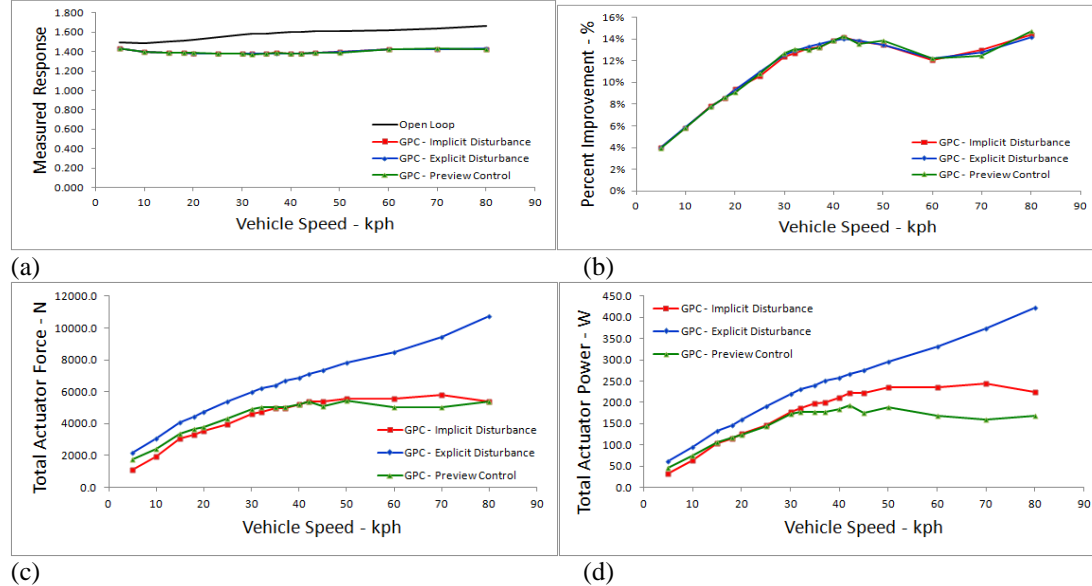 1.800
1.600
1.400
1.200
1.000
0.800
0.600
0.400
0.200
0.000
Measured Response
Open Loop
GPC - Implicit Disturbance
GPC - Explicit Disturbance
GPC - Preview Control
0 10 20 30 40 50 60 70 80 90
Vehicle Speed - kph
(a)
16%
14%
12%
10%
8%
6%
4%
2%
0%
Percent Improvement - %
GPC - Implicit Disturbance
GPC - Explicit Disturbance
GPC - Preview Control
0 10 20 30 40 50 60 70 80 90
Vehicle Speed - kph
(b)
12000.0
10000.0
8000.0
6000.0
4000.0
2000.0
0.0
Total Actuator Force - N
GPC - Implicit Disturbance
GPC - Explicit Disturbance
GPC - Preview Control
0 10 20 30 40 50 60 70 80 90
Vehicle Speed - kph
(c)
450.0
400.0
350.0
300.0
250.0
200.0
150.0
100.0
50.0
0.0
Total Actuator Power - W
GPC - Implicit Disturbance
GPC - Explicit Disturbance
GPC - Preview Control
0 10 20 30 40 50 60 70 80 90
Vehicle Speed - kph
(d)